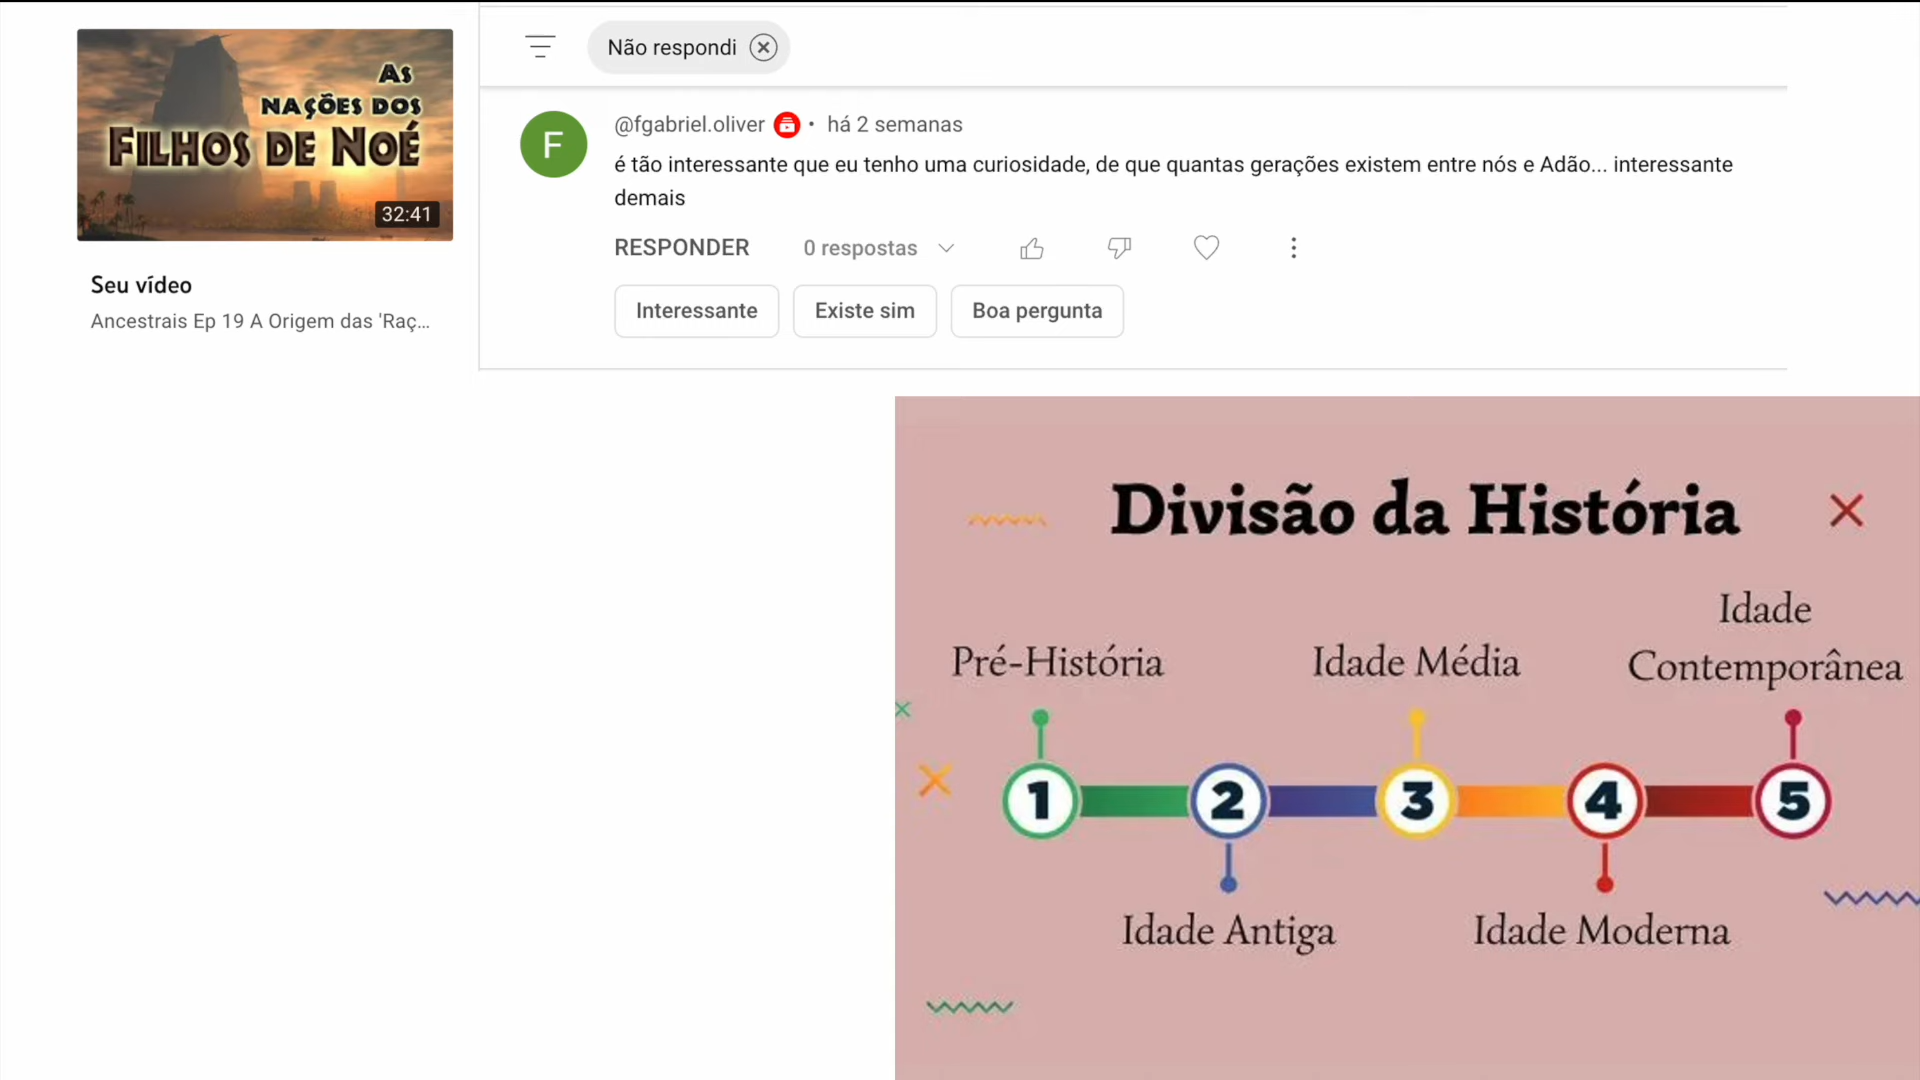 As
NAÇÕES DOS
FILHOS DE NOÉ
32:41
Seu vídeo
Ancestrais Ep 19 A Origem das 'Raç...
Não respondi
F
@fgabriel.oliver • há 2 semanas
é tão interessante que eu tenho uma curiosidade, de que quantas gerações existem entre nós e Adão... interessante
demais
RESPONDER 0 respostas
Interessante Existe sim Boa pergunta
Divisão da História
Idade
Pré-História Idade Média Contemporânea
1 2 3 4 5
Idade Antiga Idade Moderna